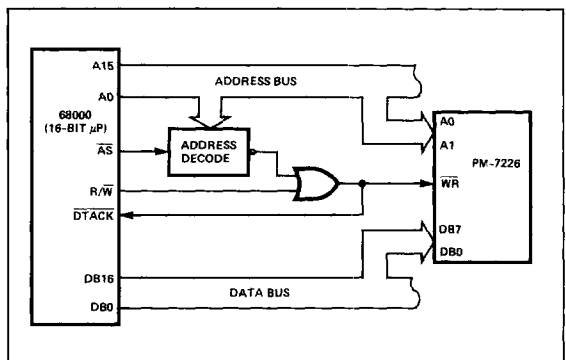 A15
ADDRESS BUS
A0
68000
(16-BIT μP)
A0
A1
AS
ADDRESS
DECODE
PM-7226
R/W
WR
DTACK
DB7
DB0
DB16
DATA BUS
DB0